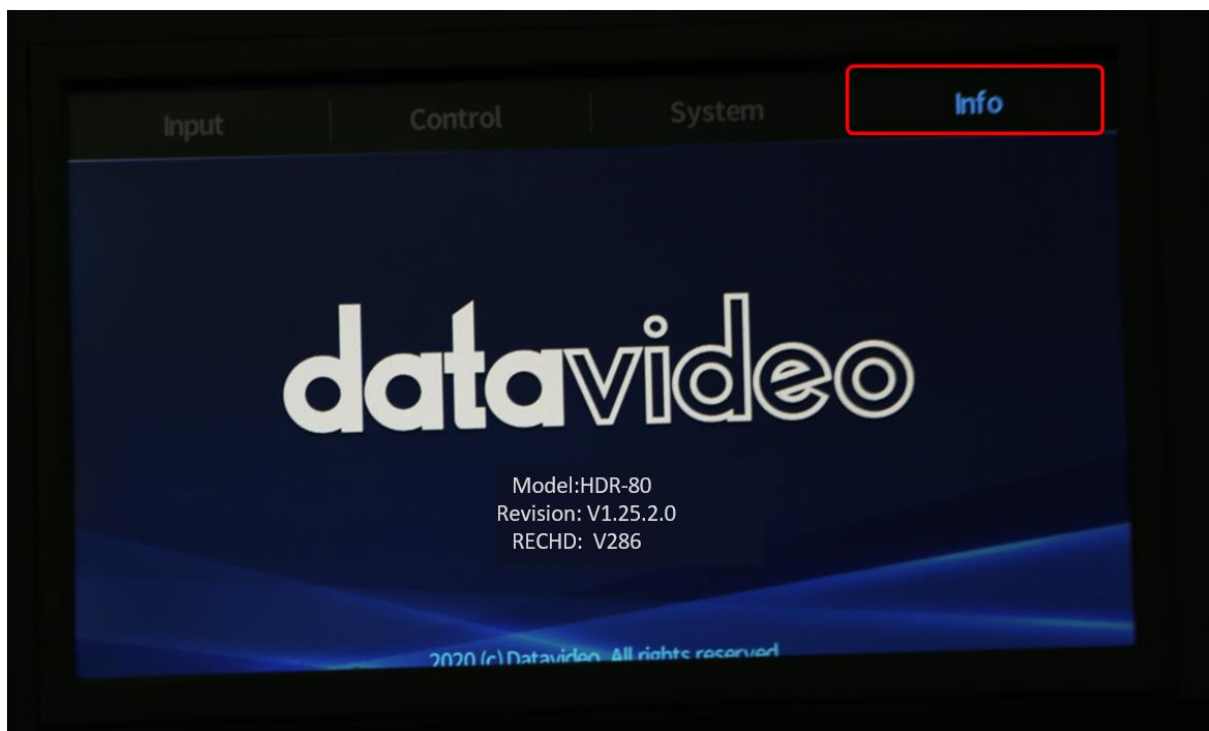 Input Control System Info
datavideo
Model:HDR-80
Revision: V1.25.2.0
RECHD: V286
2020 (c) Datavideo. All rights reserved